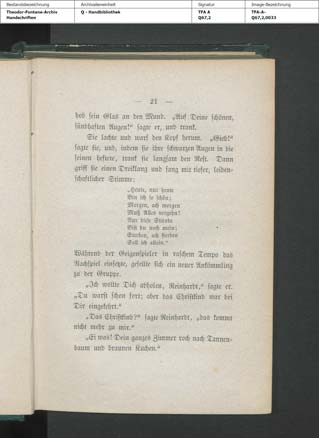 Bestandsbezeichnung Archivalieneinheit Signatur Image-Bezeichnung
Theodor-Fontane-Archiv Q - Handbibliothek TFA A TFA-A-
Handschriften Q67,2 Q67,2,0033
— 21 —
hob sein Glas an den Mund. „Auf Deine schönen,
sündhaften Augen!“ sagte er, und trank.
Sie lachte und warf den Kopf herum. „Gieb!“
sagte sie, und, indem sie ihre schwarzen Augen in die
seinen heftete, trank sie langsam den Rest. Dann
griff sie einen Dreiklang und sang mit tiefer, leiden-
schaftlicher Stimme:
„Heute, nur heute
Bin ich so schön;
Morgen, ach morgen
Muß Alles vergehn!
Nur diese Stunde
Bist du noch mein;
Sterben, ach sterben
Soll ich allein.“
Während der Geigenspieler in raschem Tempo das
Nachspiel einsetzte, gesellte sich ein neuer Ankömmling
zu der Gruppe.
„Ich wollte Dich abholen, Reinhardt,“ sagte er.
„Du warst schon fort; aber das Christkind war bei
Dir eingekehrt.“
„Das Christkind?“ sagte Reinhardt, „das kommt
nicht mehr zu mir.“
„Ei was! Dein ganzes Zimmer roch nach Tannen-
baum und braunen Kuchen.“